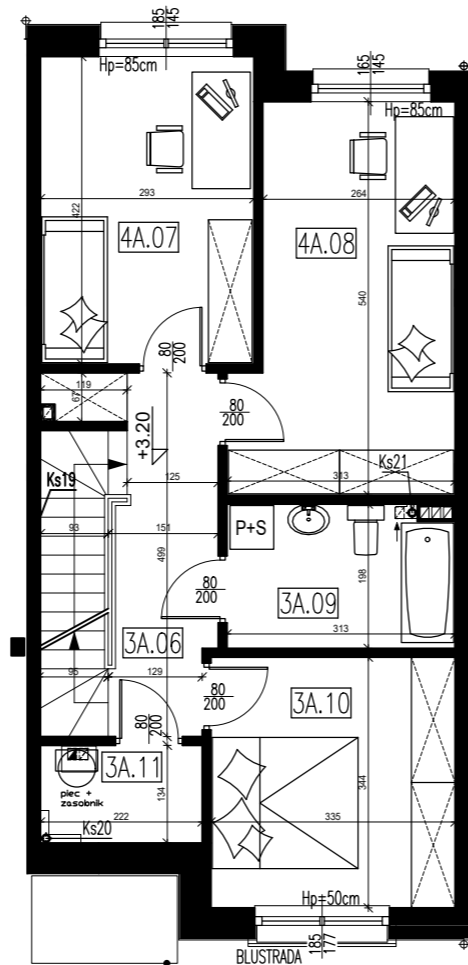 185
145
Hp=85cm
165
145
Hp=85cm
293
264
422
4A.07
4A.08
540
80
200
119
67
80
200
+3.20
Ks19
125
313
Ks21
93
151
499
P+S
80
200
198
3A.09
313
3A.06
95
129
80
200
80
200
3A.10
3A.11
piec +
zasobnik
134
344
Ks20
222
335
Hp=50cm
185
177
BLUSTRADA